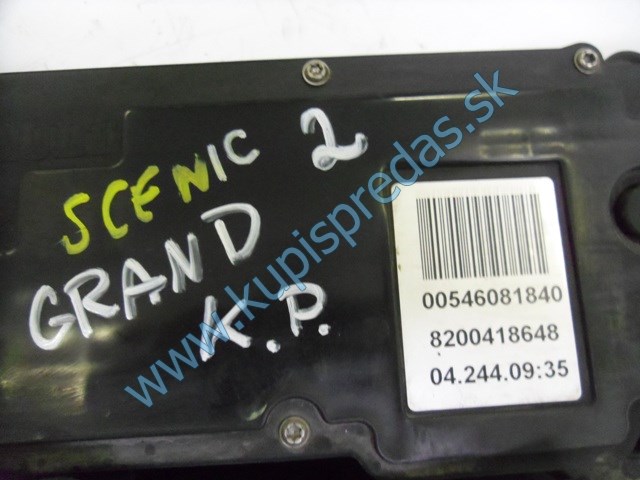 SCENIC 2
GRAND
K.P.
00546081840
8200418648
04.244.09:35
www.kupispredas.sk